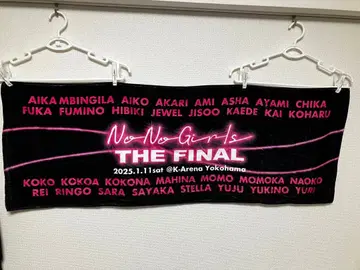 AIKA MBINGILA AIKO AKARI AMI ASHA AYAMI CHIKA
FUKA FUMINO HIBIKI JEWEL JISOO KAEDE KAI KOHARU
No No Girls
THE FINAL
2025.1.11sat @K-Arena Yokohama
KOKO KOKOA KOKONA MAHINA MOMO MOMOKA NAOKO
REI RINGO SARA SAYAKA STELLA YUJU YUKINO YURI